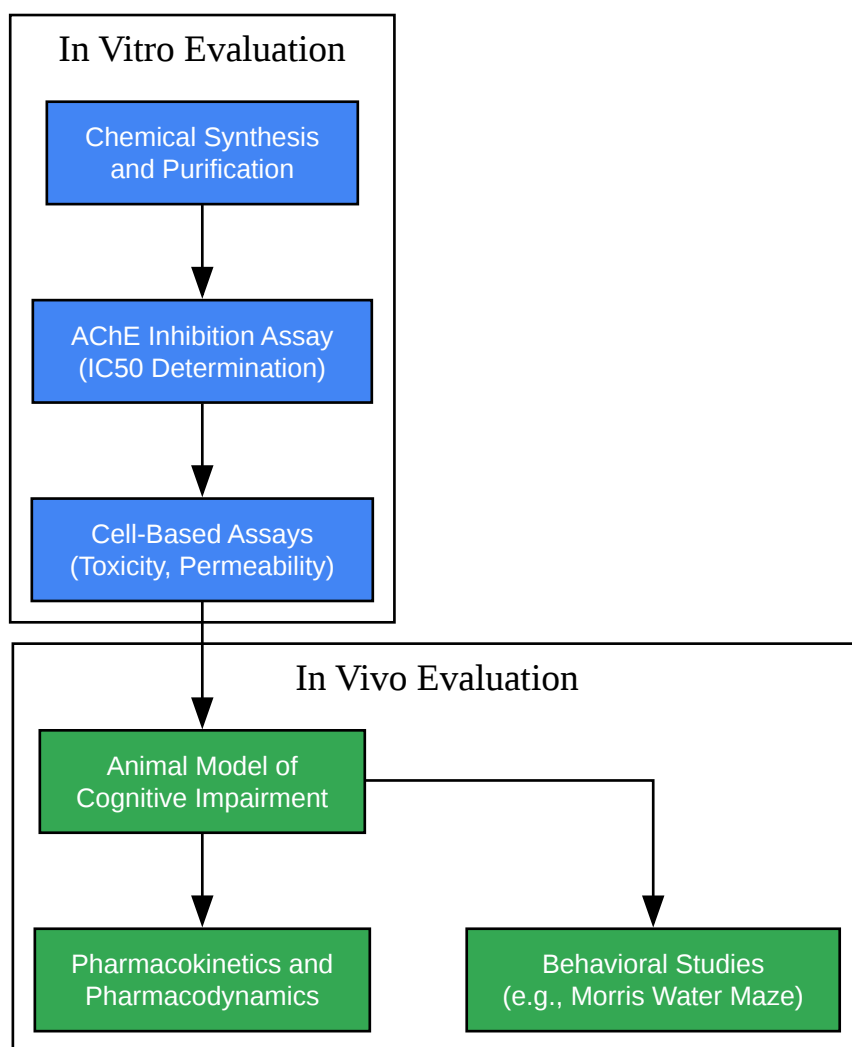 In Vitro Evaluation
Chemical Synthesis
and Purification
AChE Inhibition Assay
(IC50 Determination)
Cell-Based Assays
(Toxicity, Permeability)
In Vivo Evaluation
Animal Model of
Cognitive Impairment
Pharmacokinetics and
Pharmacodynamics
Behavioral Studies
(e.g., Morris Water Maze)